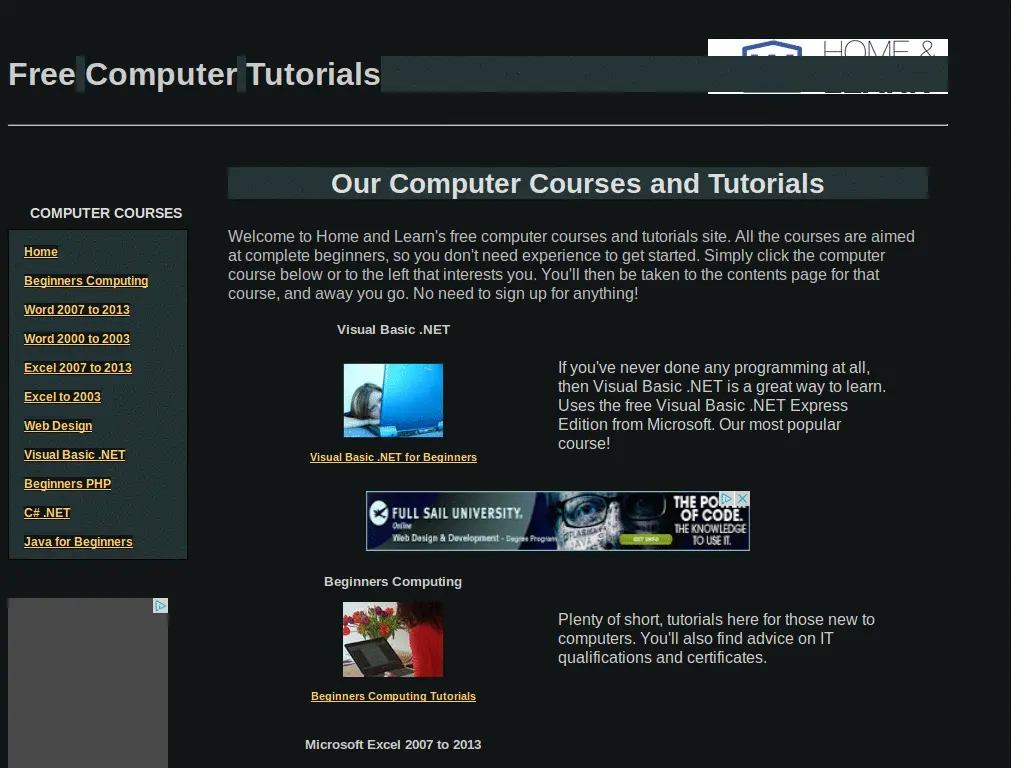 Free Computer Tutorials
HOME &
Our Computer Courses and Tutorials
COMPUTER COURSES
Home
Beginners Computing
Word 2007 to 2013
Word 2000 to 2003
Excel 2007 to 2013
Excel to 2003
Web Design
Visual Basic .NET
Beginners PHP
C# .NET
Java for Beginners
Welcome to Home and Learn's free computer courses and tutorials site. All the courses are aimed
at complete beginners, so you don't need experience to get started. Simply click the computer
course below or to the left that interests you. You'll then be taken to the contents page for that
course, and away you go. No need to sign up for anything!
Visual Basic .NET
If you've never done any programming at all,
then Visual Basic .NET is a great way to learn.
Uses the free Visual Basic .NET Express
Edition from Microsoft. Our most popular
course!
Visual Basic .NET for Beginners
FULL SAIL UNIVERSITY.
Online
Web Design & Development - Degree Program
THE POWER
OF CODE.
THE KNOWLEDGE
TO USE IT.
GET INFO
Beginners Computing
Plenty of short, tutorials here for those new to
computers. You'll also find advice on IT
qualifications and certificates.
Beginners Computing Tutorials
Microsoft Excel 2007 to 2013